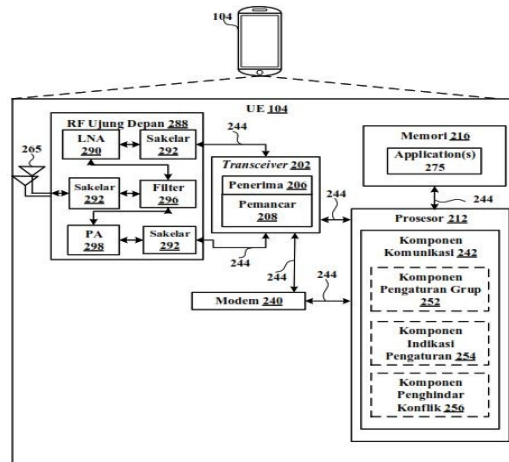 104
UE 104
RF Ujung Depan 288
LNA
290
Sakelar
292
265
Sakelar
292
Filter
296
PA
298
Sakelar
292
244
Transceiver 202
Penerima 206
Pemancar
208
244
244
244
Modem 240
244
Memori 216
Application(s)
275
244
Prosesor 212
Komponen
Komunikasi 242
Komponen
Pengaturan Grup
252
Komponen
Indikasi
Pengaturan 254
Komponen
Penghindar
Konflik 256